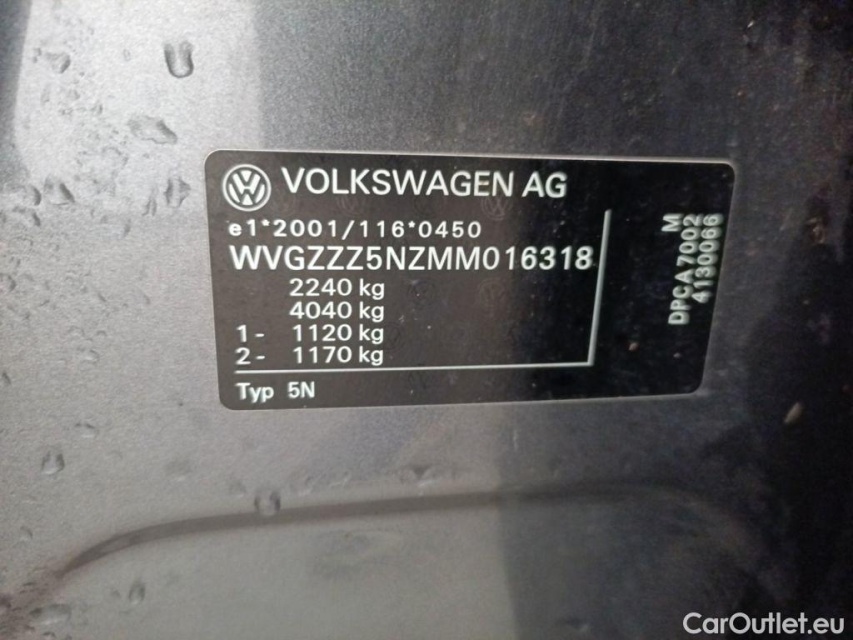 VOLKSWAGEN AG
e1*2001/116*0450
WVGZZZ5NZMM016318
2240 kg
4040 kg
1- 1120 kg
2- 1170 kg
Typ 5N
M
DPCA7002
4130066
CarOutlet.eu